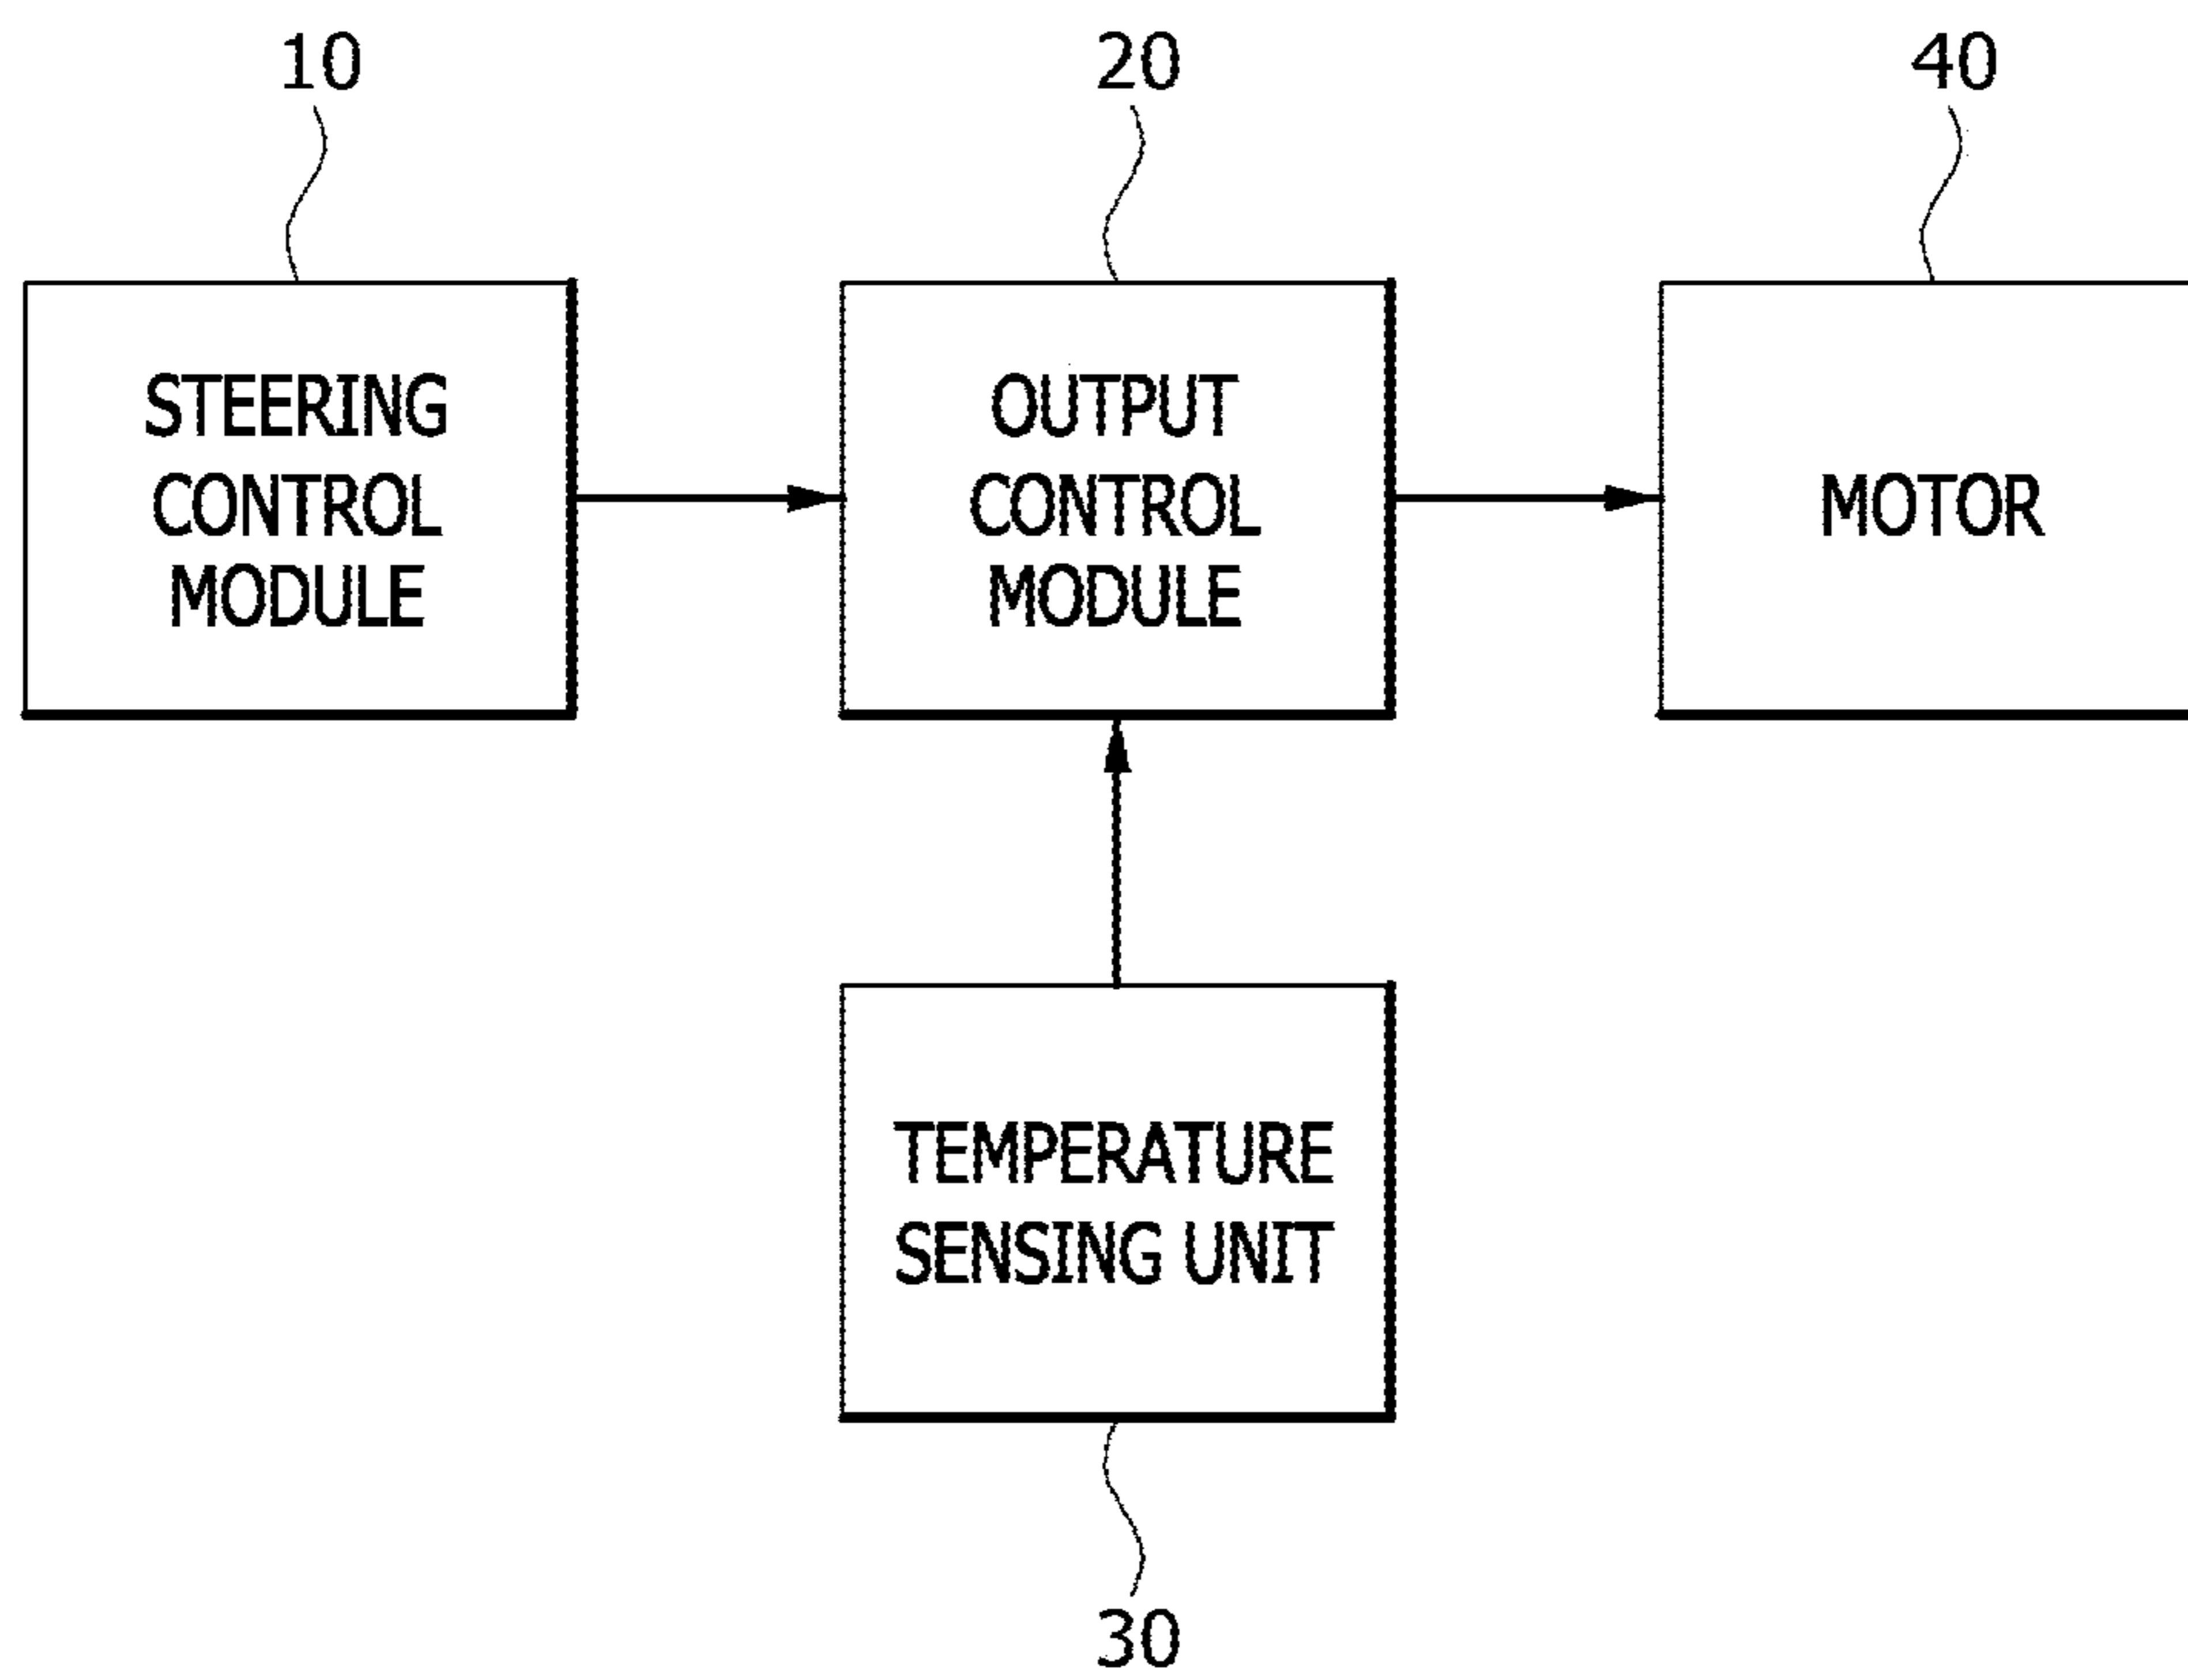 10
20
40
STEERING
CONTROL
MODULE
OUTPUT
CONTROL
MODULE
MOTOR
TEMPERATURE
SENSING UNIT
30